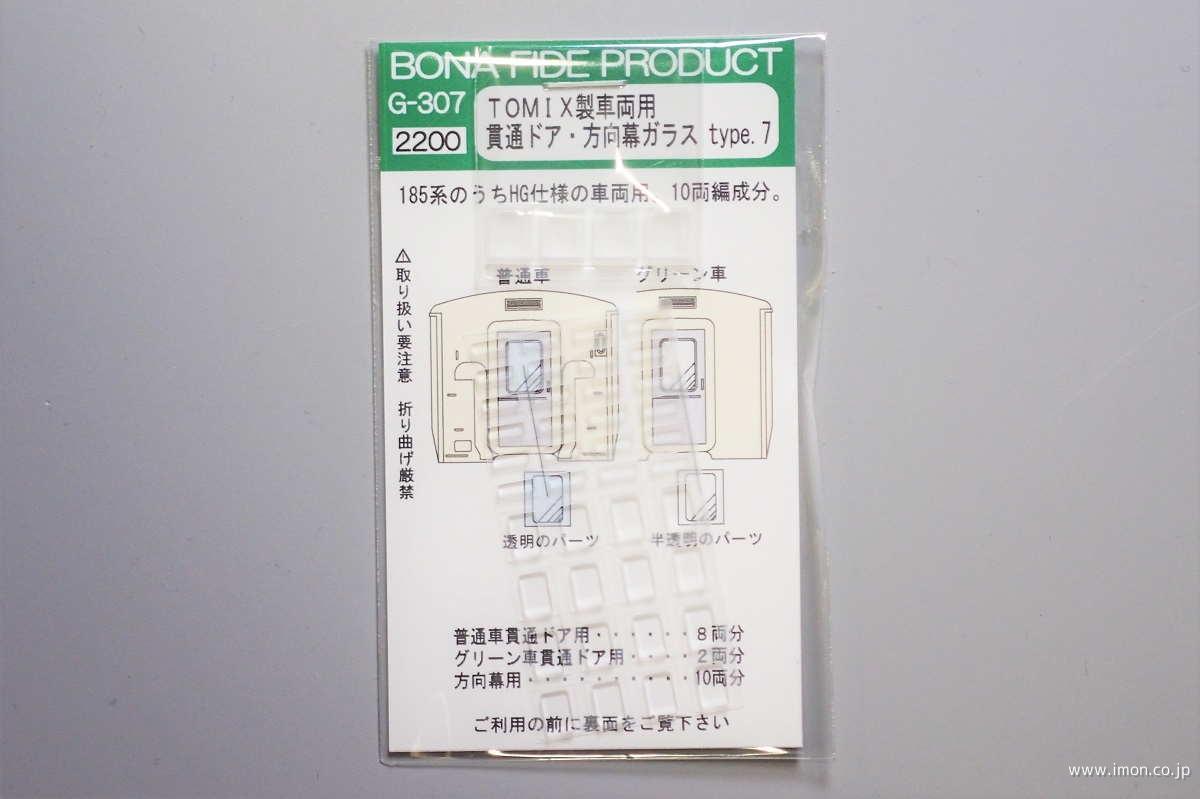 BONA FIDE PRODUCT
G-307
2200
TOMIX製車両用
貫通ドア・方向幕ガラス type.7
185系のうちHG仕様の車両用、10両編成分。
⚠取り扱い要注意 折り曲げ厳禁
普通車
グリーン車
透明のパーツ
半透明のパーツ
普通車貫通ドア用・・・・・・8両分
グリーン車貫通ドア用・・・・2両分
方向幕用・・・・・・・・・・10両分
ご利用の前に裏面をご覧下さい
www.imon.co.jp